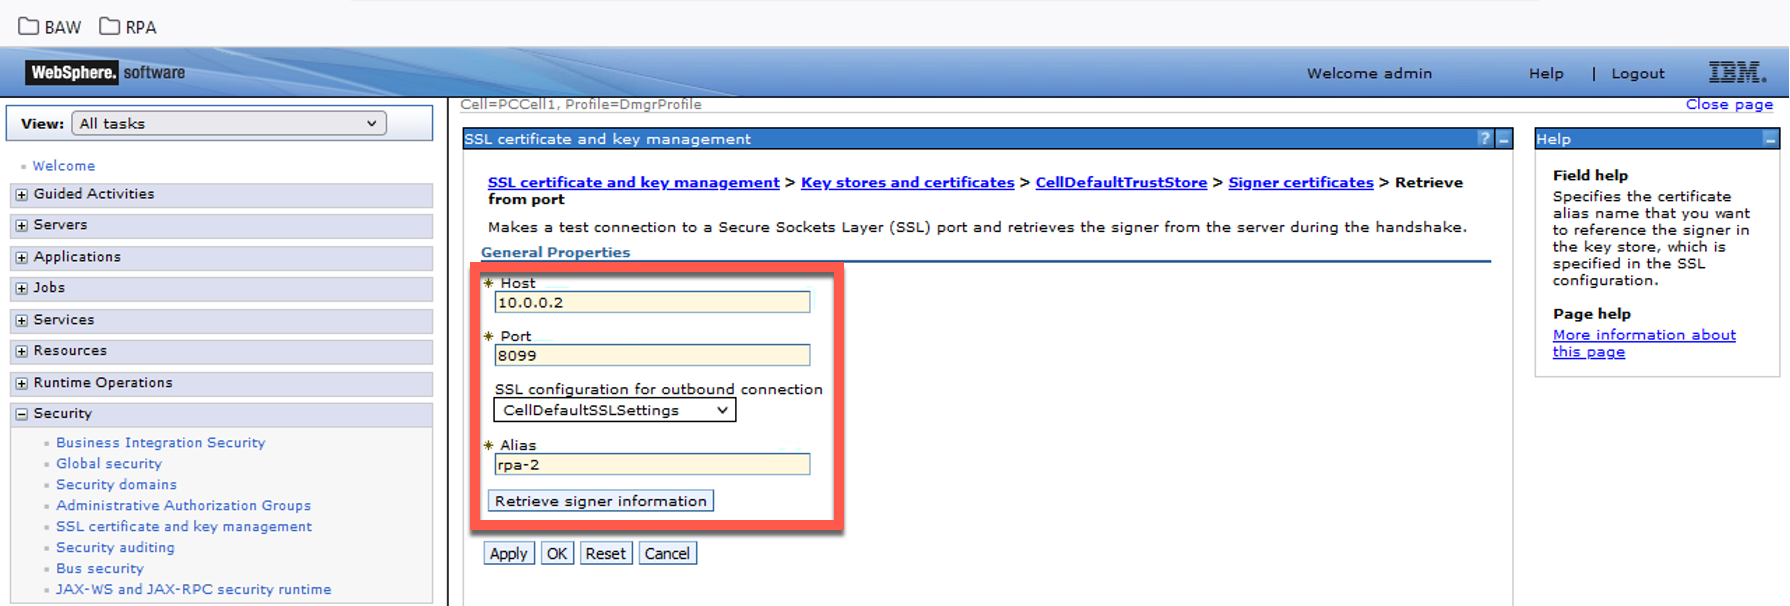 BAW RPA
WebSphere. software
Welcome admin Help | Logout IBM.
View: All tasks
Welcome
Guided Activities
Servers
Applications
Jobs
Services
Resources
Runtime Operations
Security
Business Integration Security
Global security
Security domains
Administrative Authorization Groups
SSL certificate and key management
Security auditing
Bus security
JAX-WS and JAX-RPC security runtime
Cell=PCCell1, Profile=DmgrProfile
Close page
SSL certificate and key management ?
SSL certificate and key management > Key stores and certificates > CellDefaultTrustStore > Signer certificates > Retrieve
from port
Makes a test connection to a Secure Sockets Layer (SSL) port and retrieves the signer from the server during the handshake.
General Properties
* Host
10.0.0.2
* Port
8099
SSL configuration for outbound connection
CellDefaultSSLSettings
* Alias
rpa-2
Retrieve signer information
Apply OK Reset Cancel
Help
Field help
Specifies the certificate
alias name that you want
to reference the signer in
the key store, which is
specified in the SSL
configuration.
Page help
More information about
this page